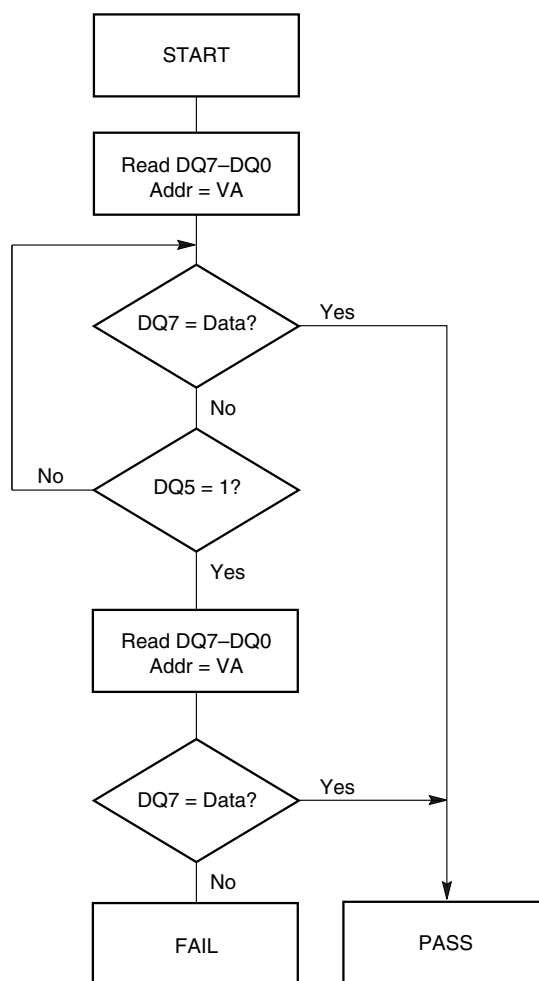 START
Read DQ7–DQ0
Addr = VA
DQ7 = Data?
Yes
No
No
DQ5 = 1?
Yes
Read DQ7–DQ0
Addr = VA
DQ7 = Data?
Yes
No
FAIL
PASS